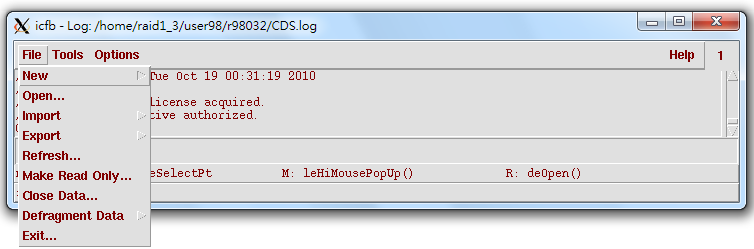 icfb - Log: /home/raid1_3/user98/r98032/CDS.log
File Tools Options Help 1
New
Tue Oct 19 00:31:19 2010
Open...
license acquired.
Import
tive authorized.
Export
Refresh...
Make Read Only...
eSelectPt M: leHiMousePopUp() R: deOpen()
Close Data...
Defragment Data
Exit...